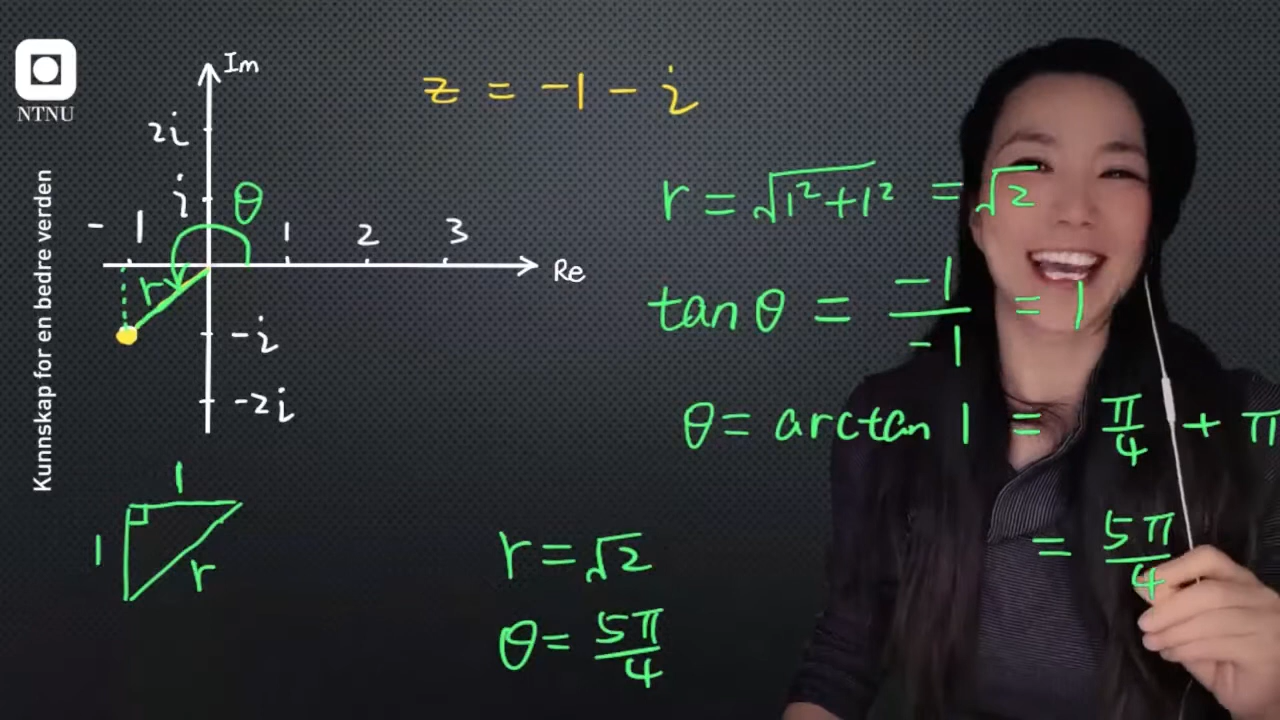 NTNU
Kunnskap for en bedre verden
Im
2i
i
θ
-1 1 2 3
Re
r
-i
-2i
z = -1 - i
r = √1²+1² = √2
tan θ = -1/-1 = 1
θ = arctan 1 = π/4 + π
= 5π/4
1
1
r
r = √2
θ = 5π/4